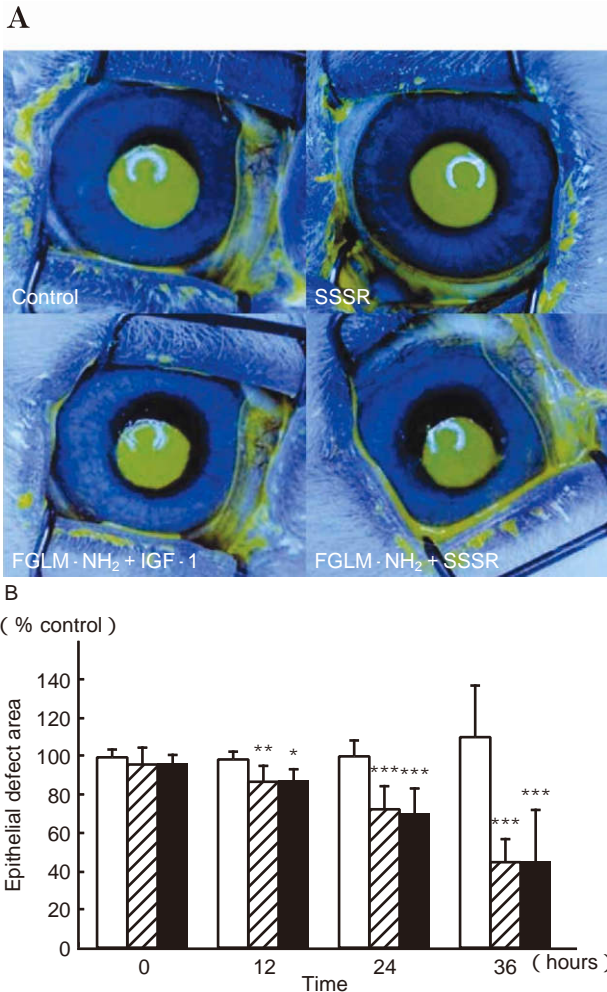 A
Control
SSSR
FGLM·NH₂ + IGF·1
FGLM·NH₂ + SSSR
B
( % control )
Epithelial defect area
140
120
100
80
60
40
20
0
** *
*** ***
*** ***
0 12 24 36 ( hours )
Time